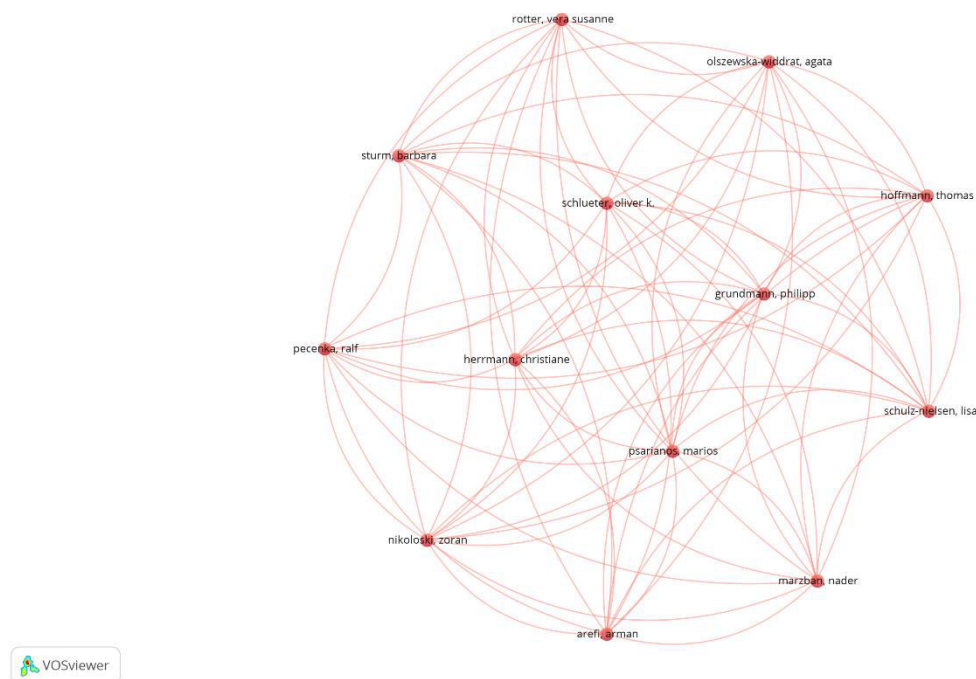 rotter, vera susanne
olszewska-widdrat, agata
sturm, barbara
schlueter, oliver k.
hoffmann, thomas
grundmann, philipp
pecenka, ralf
herrmann, christiane
schulz-nielsen, lisa
psarianos, marios
nikoloski, zoran
marzban, nader
arefi, arman
VOSviewer